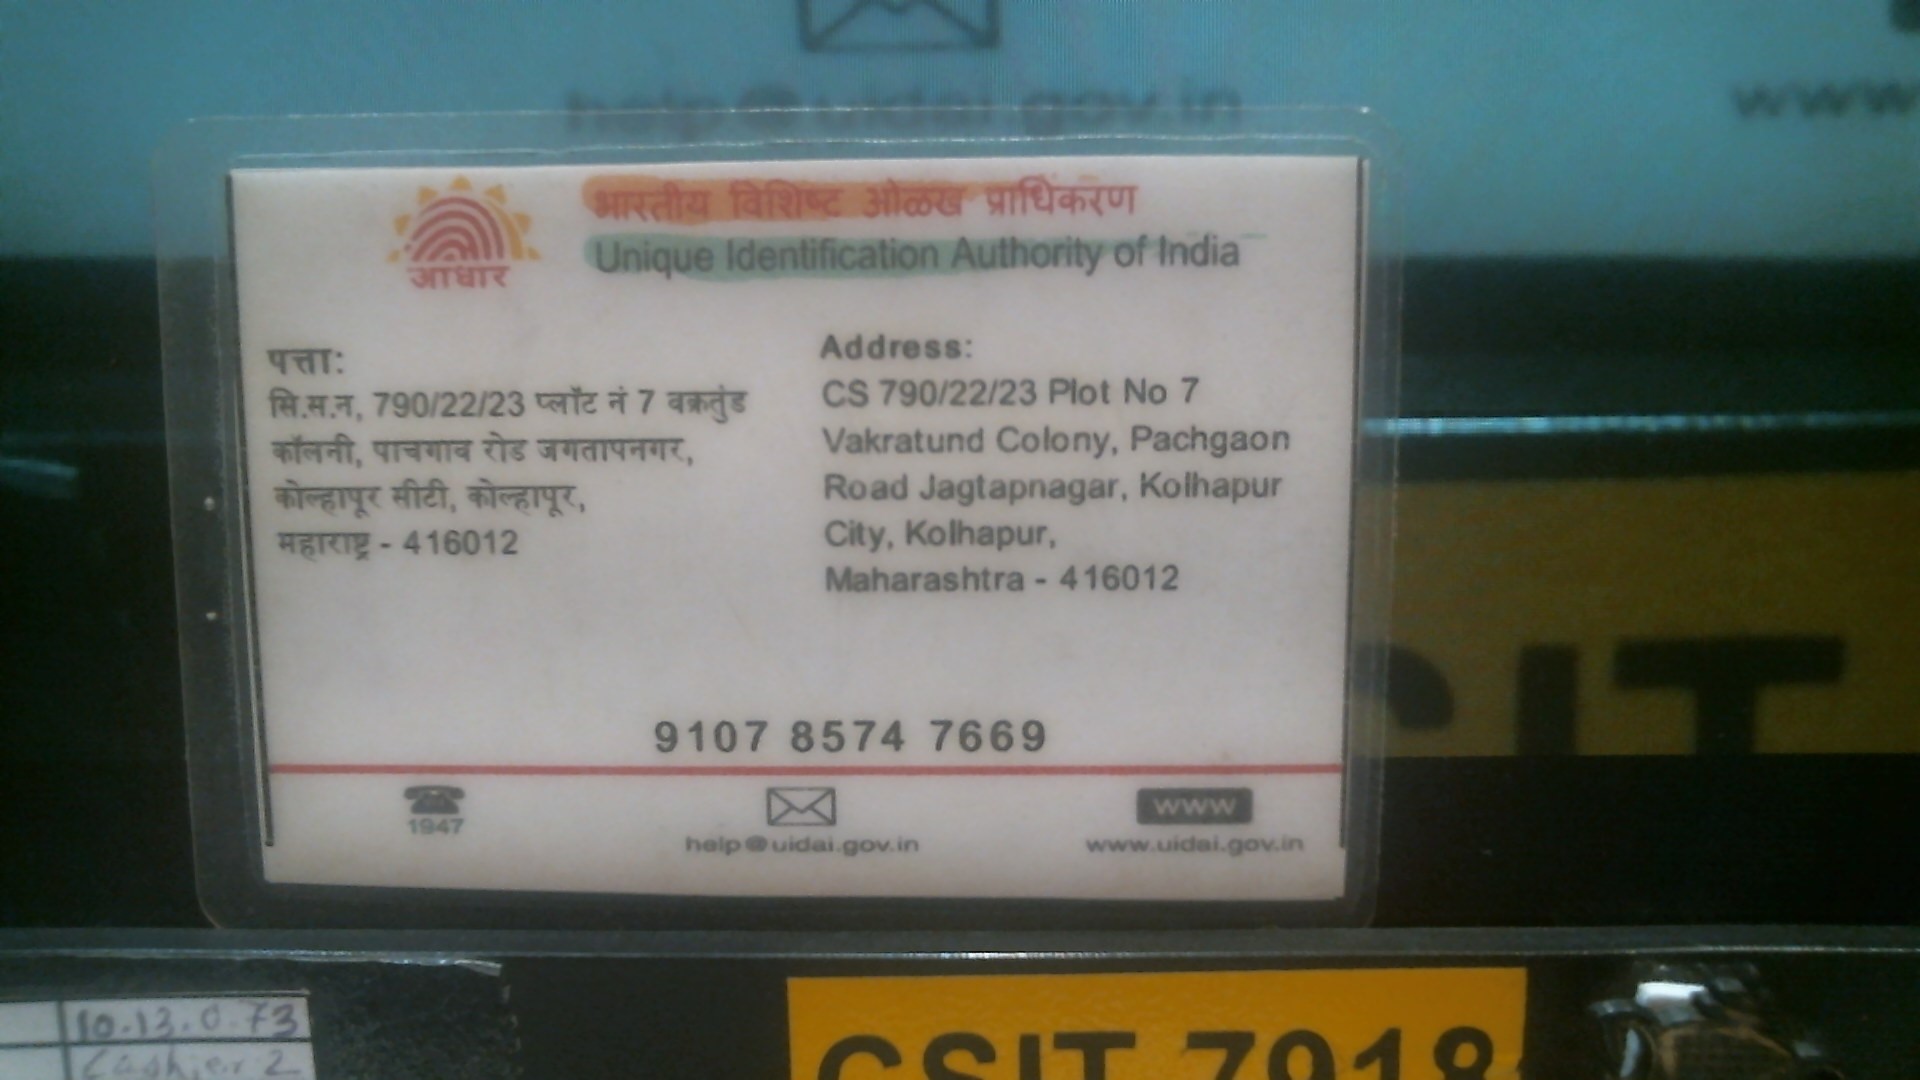 help@uidai.gov.in
www
भारतीय विशिष्ट ओळख प्राधिकरण
Unique Identification Authority of India
आधार
पत्ता:
सि.स.न, 790/22/23 प्लॉट नं 7 वक्रतुंड
कॉलनी, पाचगाव रोड जगतापनगर,
कोल्हापूर सीटी, कोल्हापूर,
महाराष्ट्र - 416012
Address:
CS 790/22/23 Plot No 7
Vakratund Colony, Pachgaon
Road Jagtapnagar, Kolhapur
City, Kolhapur,
Maharashtra - 416012
9107 8574 7669
1947
help@uidai.gov.in
WWW
www.uidai.gov.in
10.13.0.73
Cashier 2
CSIT 7918